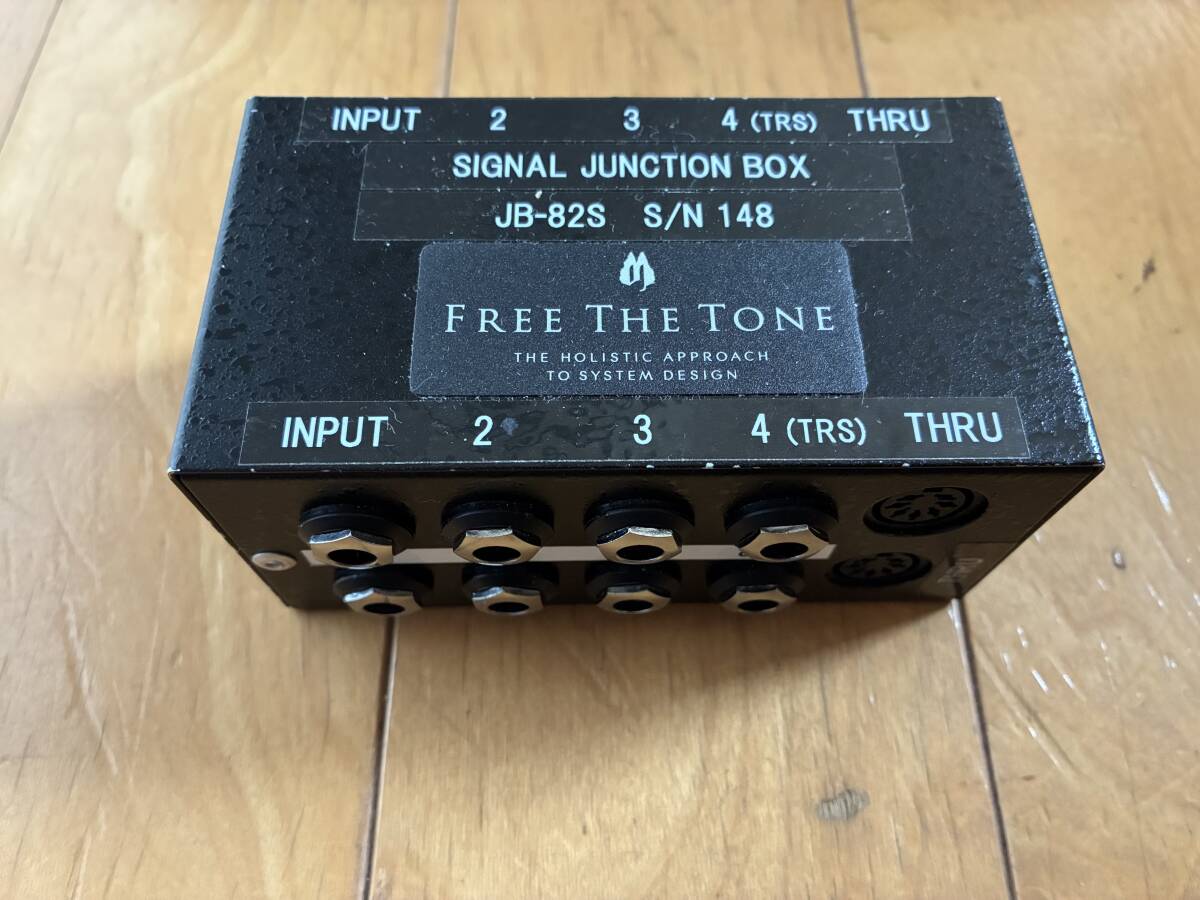 INPUT 2 3 4 (TRS) THRU
SIGNAL JUNCTION BOX
JB-82S S/N 148
FREE THE TONE
THE HOLISTIC APPROACH
TO SYSTEM DESIGN
INPUT 2 3 4 (TRS) THRU